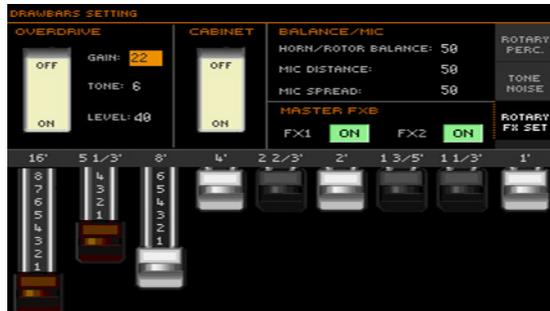 DRAWBARS SETTING
OVERDRIVE
OFF
ON
GAIN: 22
TONE: 6
LEVEL: 40
CABINET
OFF
ON
BALANCE/MIC
HORN/ROTOR BALANCE: 50
MIC DISTANCE: 50
MIC SPREAD: 50
MASTER FXB
FX1 ON FX2 ON
ROTARY
PERC.
TONE
NOISE
ROTARY
FX SET
16' 5 1/3' 8' 4' 2 2/3' 2' 1 3/5' 1 1/3' 1'
8
7
6
5
4
3
2
1
4
3
2
1
6
5
4
3
2
1